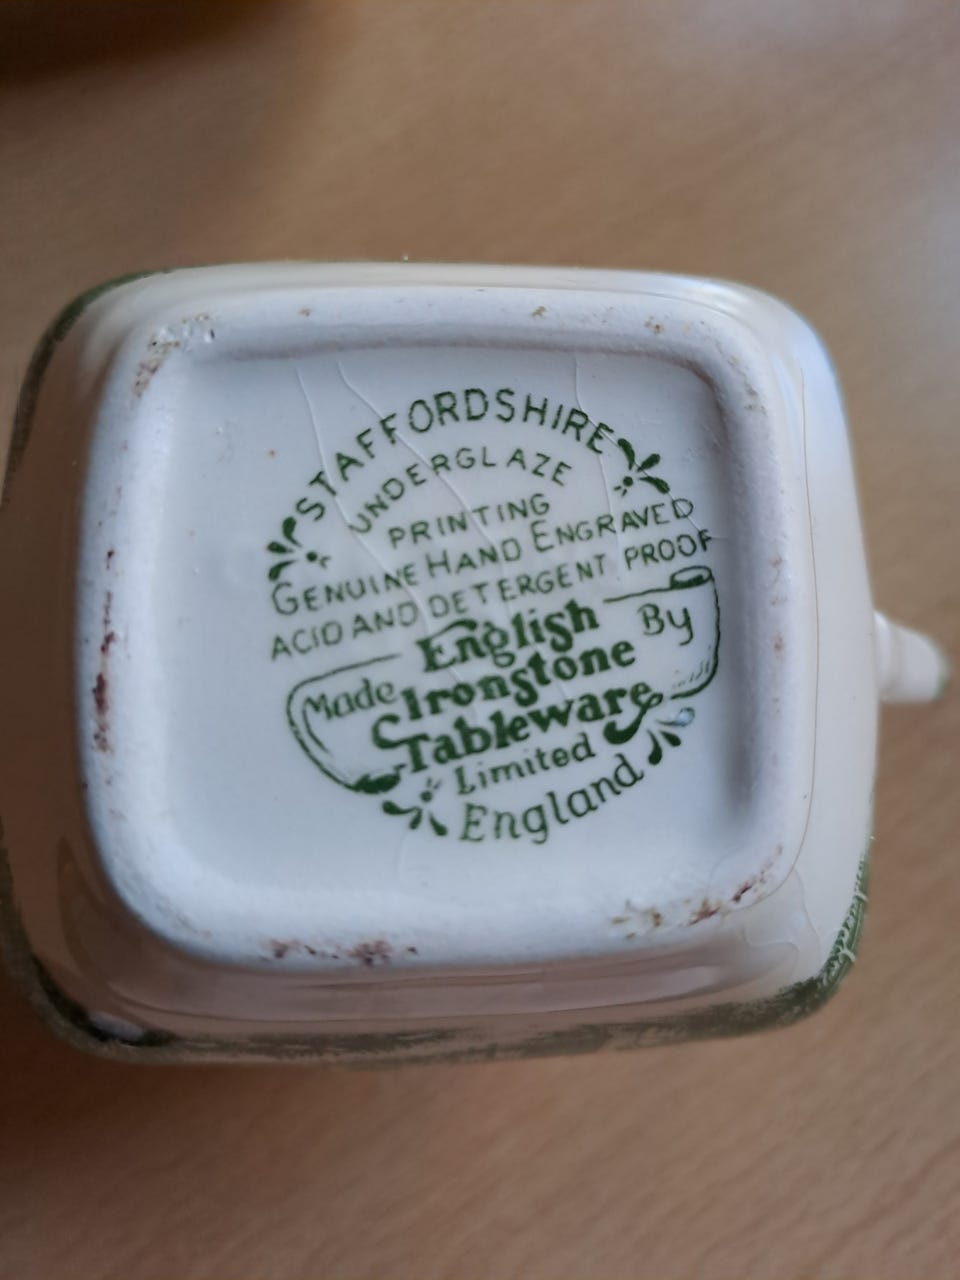 STAFFORDSHIRE
UNDERGLAZE
PRINTING
GENUINE HAND ENGRAVED
ACID AND DETERGENT PROOF
Made English By
Ironstone
Tableware
Limited
England